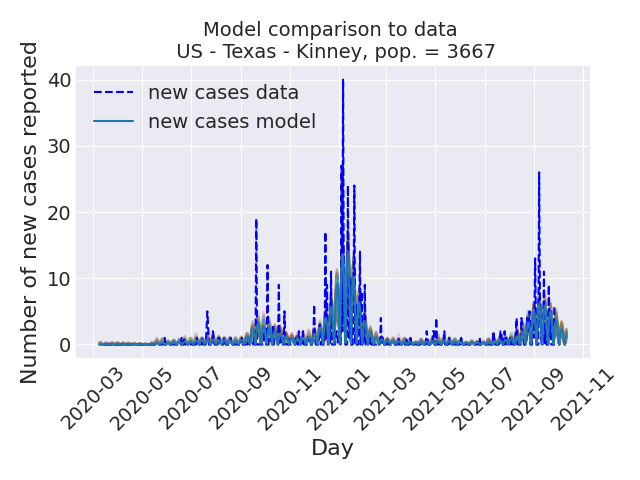 Model comparison to data
US - Texas - Kinney, pop. = 3667
Number of new cases reported
40
30
20
10
0
new cases data
new cases model
2020-03
2020-05
2020-07
2020-09
2020-11
2021-01
2021-03
2021-05
2021-07
2021-09
2021-11
Day